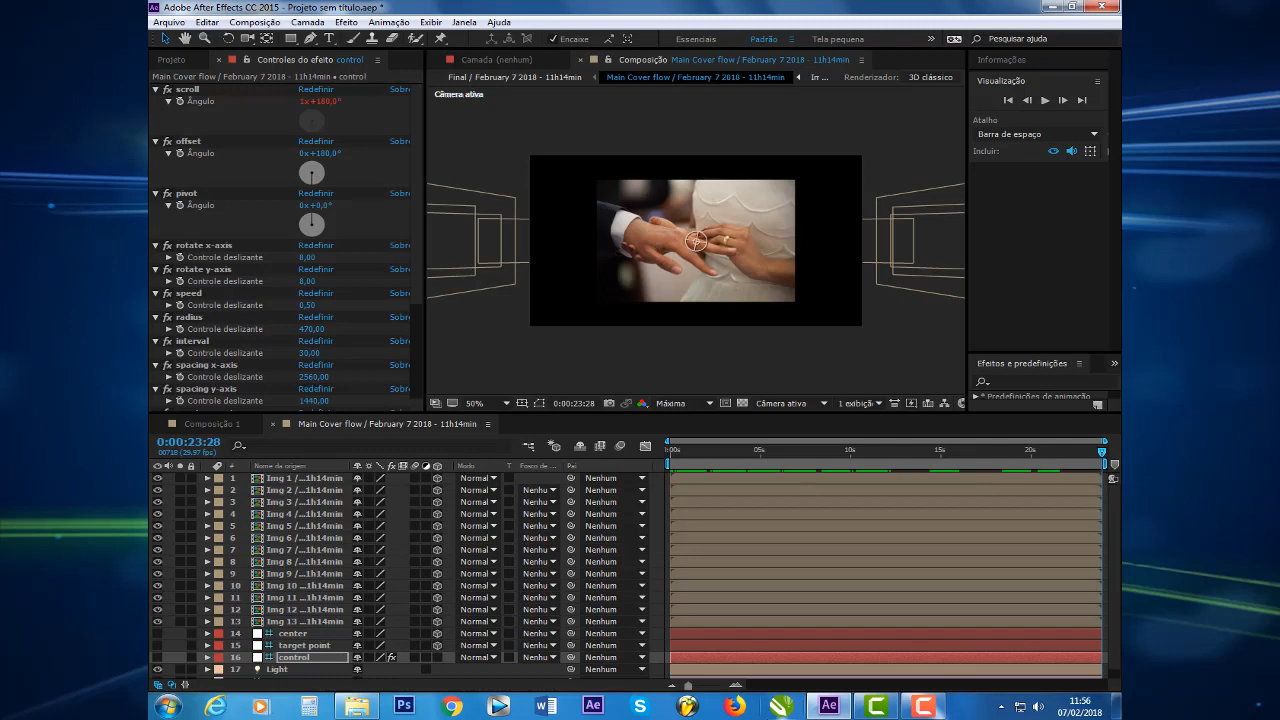 Adobe After Effects CC 2015 - Projeto sem título.aep *
Arquivo Editar Composição Camada Efeito Animação Exibir Janela Ajuda
Encaixe Essenciais Padrão Tela pequena Pesquisar ajuda
Projeto Controles do efeito control Camada (nenhum) Composição Main Cover flow / February 7 2018 - 11h14min Informações
Main Cover flow / February 7 2018 - 11h14min • control Final / February 7 2018 - 11h14min Main Cover flow / February 7 2018 - 11h14min Im ... Renderizador: 3D clássico Visualização
scroll Redefinir Sobre
Câmera ativa
Ângulo 1x +180,0°
Atalho
Barra de espaço
offset Redefinir Sobre
Incluir:
Ângulo 0x +180,0°
pivot Redefinir Sobre
Ângulo 0x +0,0°
rotate x-axis Redefinir Sobre
Controle deslizante 8,00
rotate y-axis Redefinir Sobre
Controle deslizante 8,00
speed Redefinir Sobre
Controle deslizante 0,50
radius Redefinir Sobre
Controle deslizante 470,00
interval Redefinir Sobre
Controle deslizante 30,00
spacing x-axis Redefinir Sobre
Efeitos e predefinições
Controle deslizante 2560,00
spacing y-axis Redefinir Sobre
* Predefinições de animação
Controle deslizante 1440,00
50% 0:00:23:28 Máxima Câmera ativa 1 exibiçã
Composição 1 Main Cover flow / February 7 2018 - 11h14min
0:00:23:28
00718 (29.97 fps)
:00s 05s 10s 15s 20s
# Nome da origem Modo T Fosco de ... Pai
1 Img 1 /...1h14min Normal Nenhum
2 Img 2 /...1h14min Normal Nenhu Nenhum
3 Img 3 /...1h14min Normal Nenhu Nenhum
4 Img 4 /...1h14min Normal Nenhu Nenhum
5 Img 5 /...1h14min Normal Nenhu Nenhum
6 Img 6 /...1h14min Normal Nenhu Nenhum
7 Img 7 /...1h14min Normal Nenhu Nenhum
8 Img 8 /...1h14min Normal Nenhu Nenhum
9 Img 9 /...1h14min Normal Nenhu Nenhum
10 Img 10 ...1h14min Normal Nenhu Nenhum
11 Img 11 ...1h14min Normal Nenhu Nenhum
12 Img 12 ...1h14min Normal Nenhu Nenhum
13 Img 13 ...1h14min Normal Nenhu Nenhum
14 center Normal Nenhu Nenhum
15 target point Normal Nenhu Nenhum
16 control Normal Nenhu Nenhum
17 Light Nenhum
11:56
07/02/2018